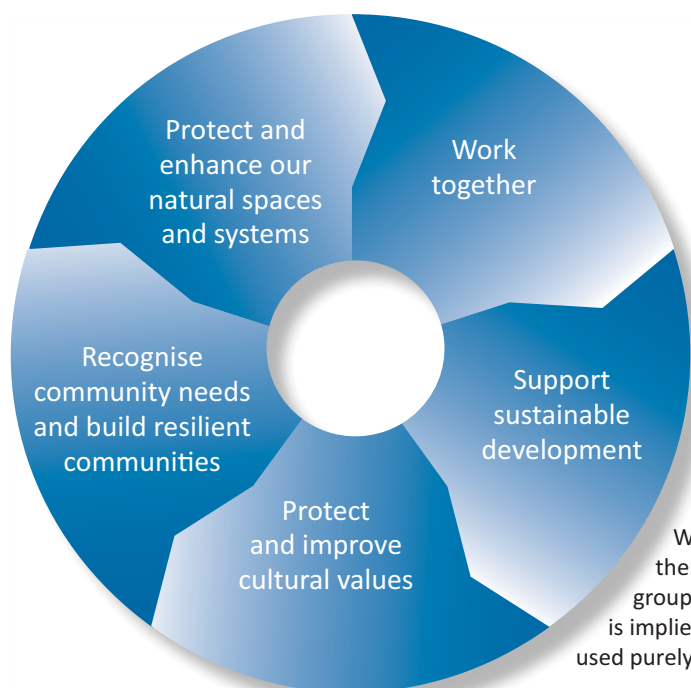 Protect and
enhance our
natural spaces
and systems
Work
together
Support
sustainable
development
Protect
and improve
cultural values
Recognise
community needs
and build resilient
communities
group
is implie
used purely